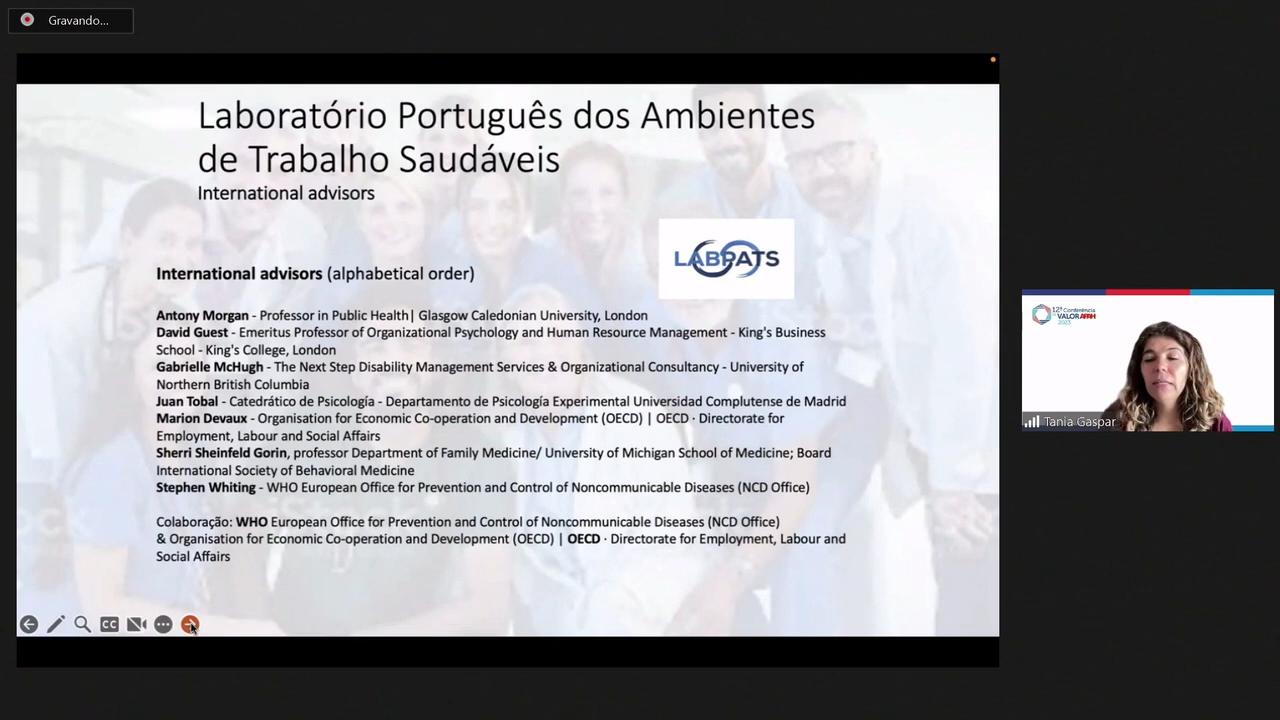 Gravando...
Laboratório Português dos Ambientes
de Trabalho Saudáveis
International advisors
LABPATS
International advisors (alphabetical order)
Antony Morgan - Professor in Public Health| Glasgow Caledonian University, London
David Guest - Emeritus Professor of Organizational Psychology and Human Resource Management - King's Business
School - King's College, London
Gabrielle McHugh - The Next Step Disability Management Services & Organizational Consultancy - University of
Northern British Columbia
Juan Tobal - Catedrático de Psicología - Departamento de Psicología Experimental Universidad Complutense de Madrid
Marion Devaux - Organisation for Economic Co-operation and Development (OECD) | OECD · Directorate for
Employment, Labour and Social Affairs
Sherri Sheinfeld Gorin, professor Department of Family Medicine/ University of Michigan School of Medicine; Board
International Society of Behavioral Medicine
Stephen Whiting - WHO European Office for Prevention and Control of Noncommunicable Diseases (NCD Office)
Colaboração: WHO European Office for Prevention and Control of Noncommunicable Diseases (NCD Office)
& Organisation for Economic Co-operation and Development (OECD) | OECD · Directorate for Employment, Labour and
Social Affairs
CC
12ª Conferência
VALOR APAH
2023
Tania Gaspar